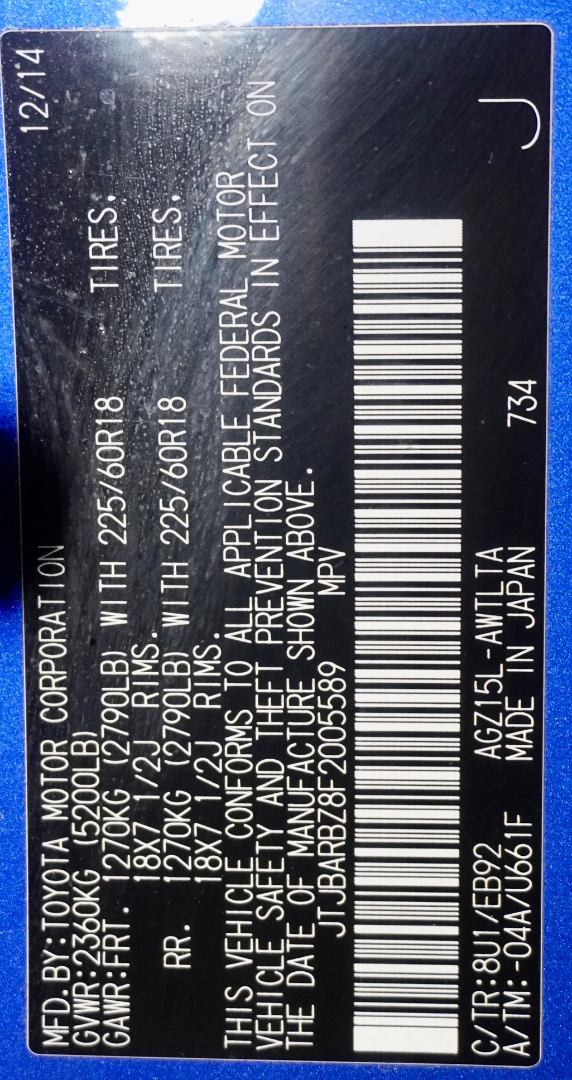 MFD.BY:TOYOTA MOTOR CORPORATION 12/14
GVWR:2360KG (5200LB)
GAWR:FRT. 1270KG (2790LB) WITH 225/60R18 TIRES.
18X7 1/2J RIMS.
RR. 1270KG (2790LB) WITH 225/60R18 TIRES.
18X7 1/2J RIMS.
THIS VEHICLE CONFORMS TO ALL APPLICABLE FEDERAL MOTOR
VEHICLE SAFETY AND THEFT PREVENTION STANDARDS IN EFFECT ON
THE DATE OF MANUFACTURE SHOWN ABOVE.
JTJBARBZ8F2005589 MPV
C/TR:8U1/EB92 AGZ15L-AWTLTA
A/TM:-04A/U661F MADE IN JAPAN 734 J